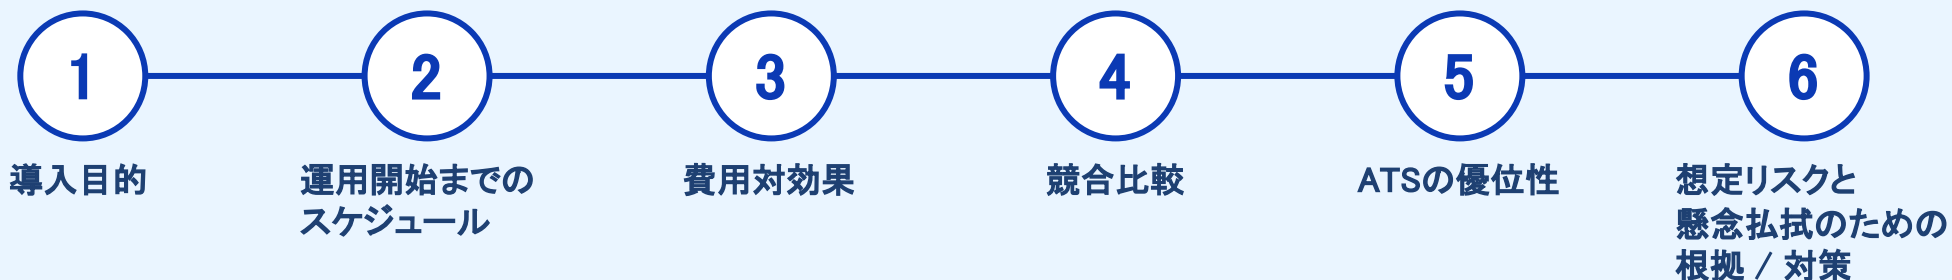 1
2
3
4
5
6
導入目的
運用開始までの
スケジュール
費用対効果
競合比較
ATSの優位性
想定リスクと
懸念払拭のための
根拠 / 対策